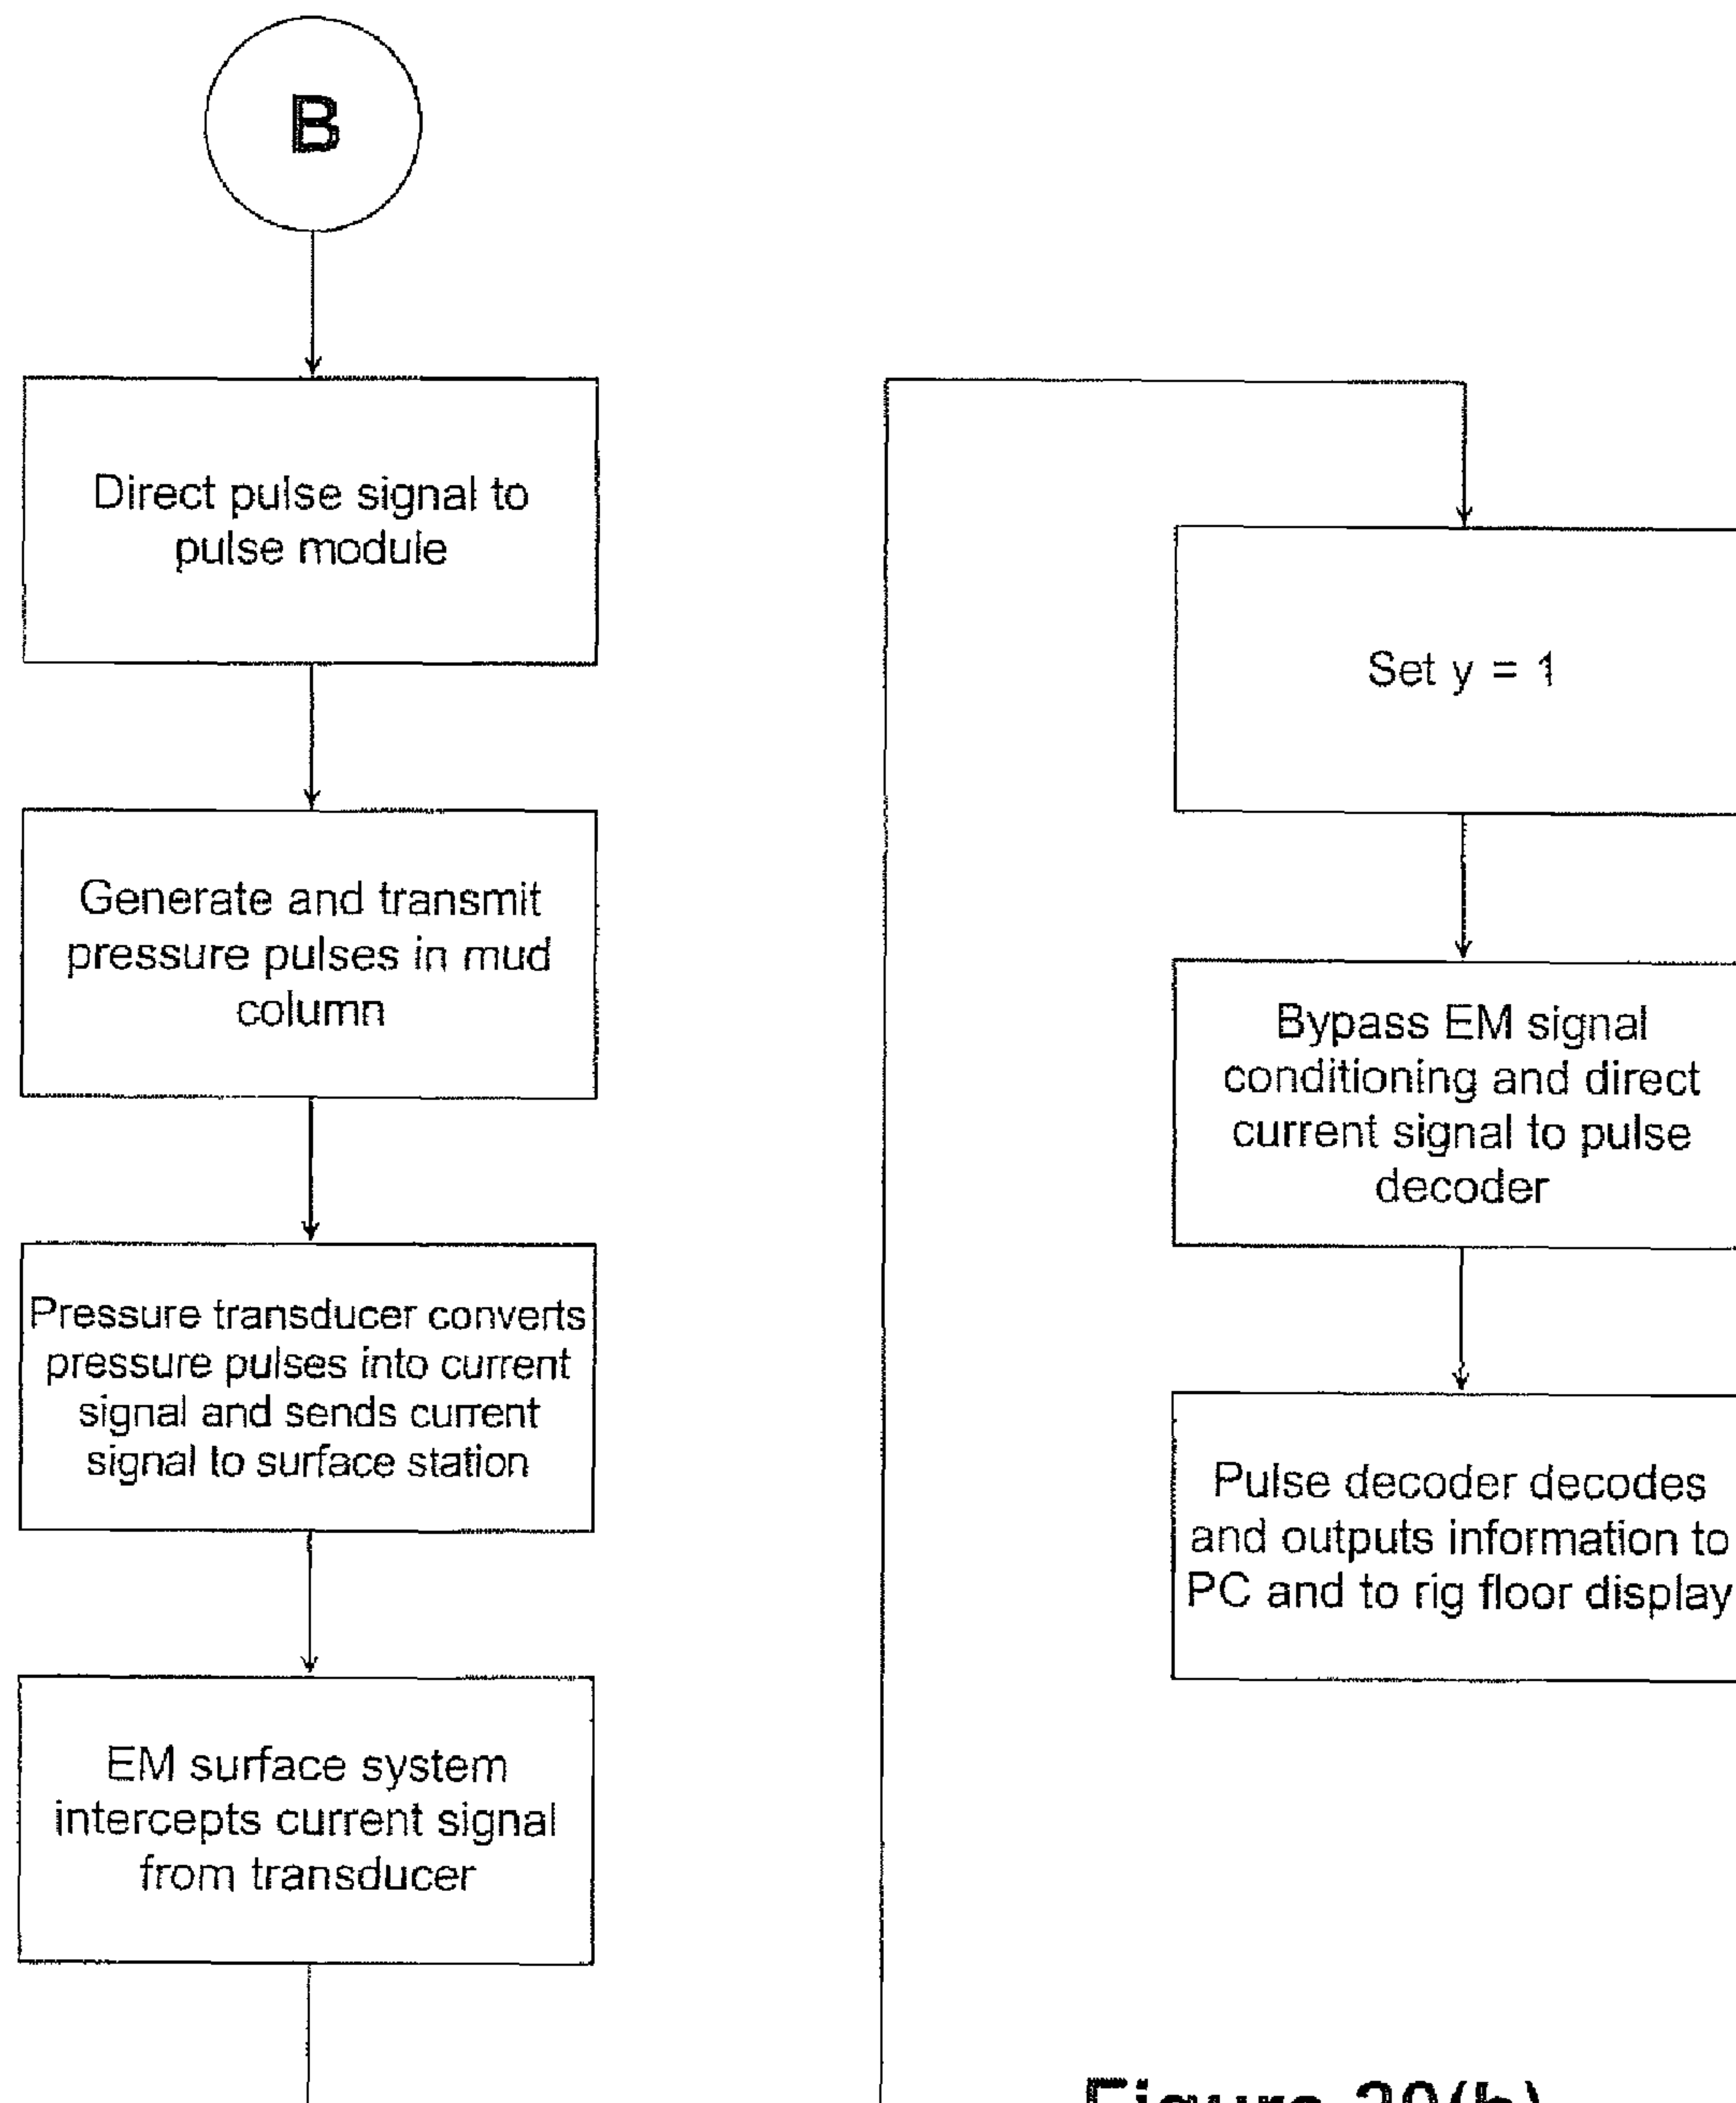 B
Direct pulse signal to
pulse module
Generate and transmit
pressure pulses in mud
column
Pressure transducer converts
pressure pulses into current
signal and sends current
signal to surface station
EM surface system
intercepts current signal
from transducer
Set y = 1
Bypass EM signal
conditioning and direct
current signal to pulse
decoder
Pulse decoder decodes
and outputs information to
PC and to rig floor display
Figure